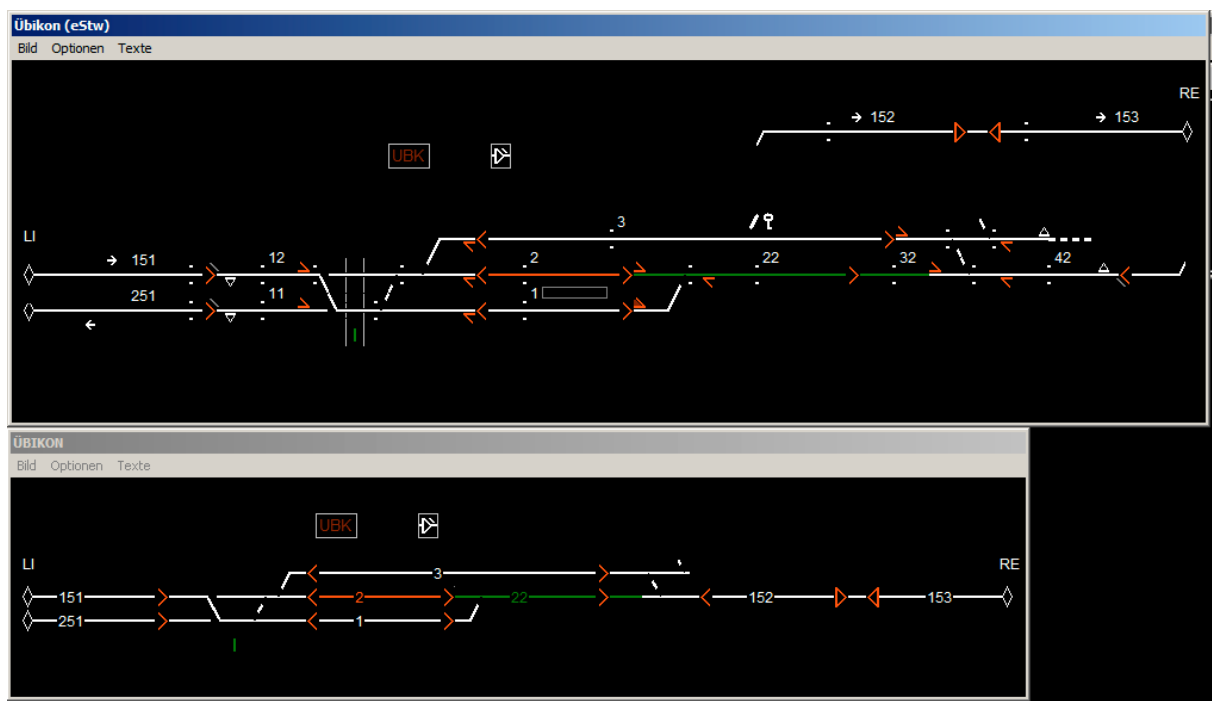 Übikon (eStw)
Bild Optionen Texte
RE
152 153
UBK
3
LI
151 12 2 22 32 42
251 11 1
ÜBIKON
Bild Optionen Texte
UBK
LI RE
3
151 2 22 152 153
251 1